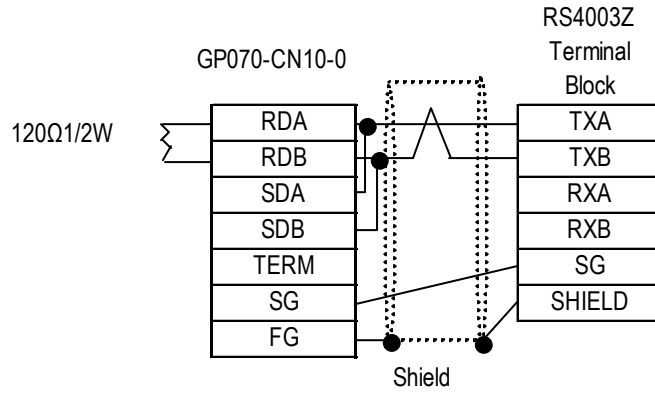 RS4003Z
Terminal
Block
GP070-CN10-0
120Ω1/2W
RDA
TXA
RDB
TXB
SDA
RXA
SDB
RXB
TERM
SG
SG
SHIELD
FG
Shield